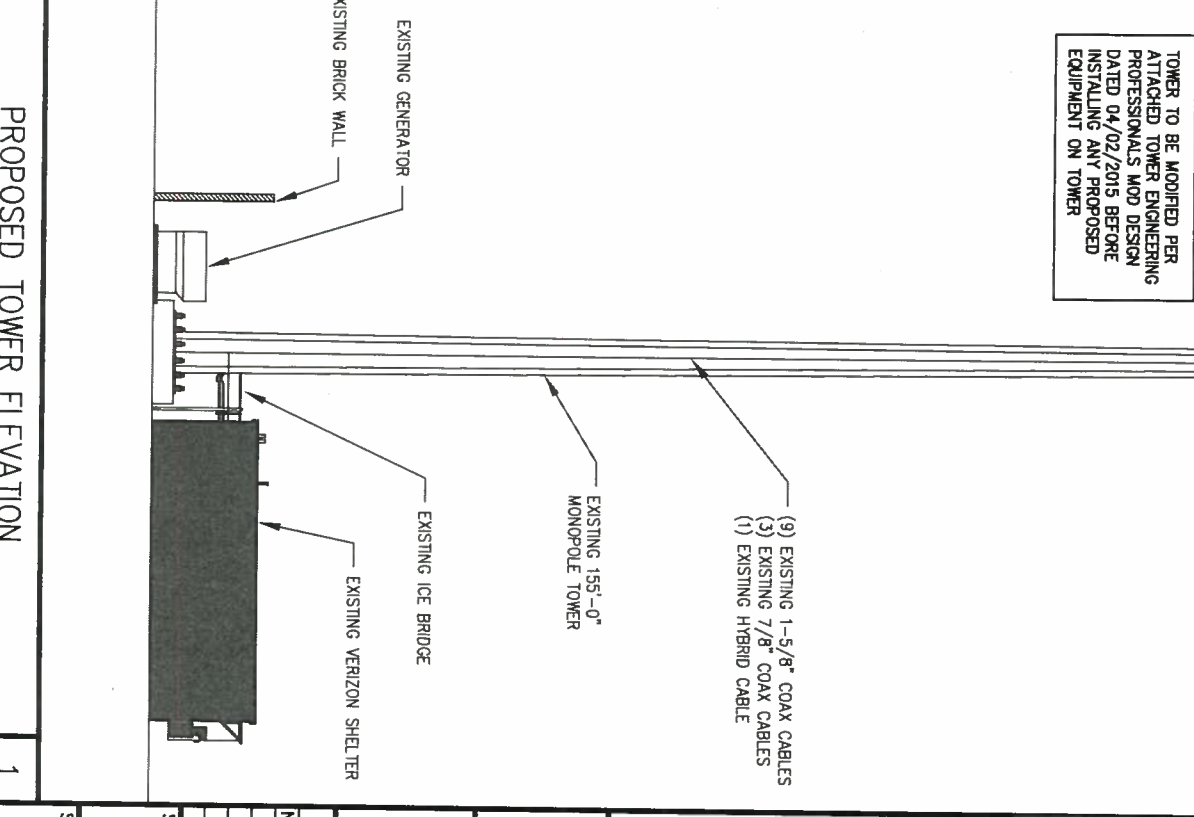 TOWER TO BE MODIFIED PER
ATTACHED TOWER ENGINEERING
PROFESSIONALS MOD DESIGN
DATED 04/02/2015 BEFORE
INSTALLING ANY PROPOSED
EQUIPMENT ON TOWER
(9) EXISTING 1-5/8" COAX CABLES
(3) EXISTING 7/8" COAX CABLES
(1) EXISTING HYBRID CABLE
EXISTING 155'-0"
MONOPOLE TOWER
EXISTING GENERATOR
EXISTING ICE BRIDGE
XISTING BRICK WALL
EXISTING VERIZON SHELTER
PROPOSED TOWER ELEVATION
1